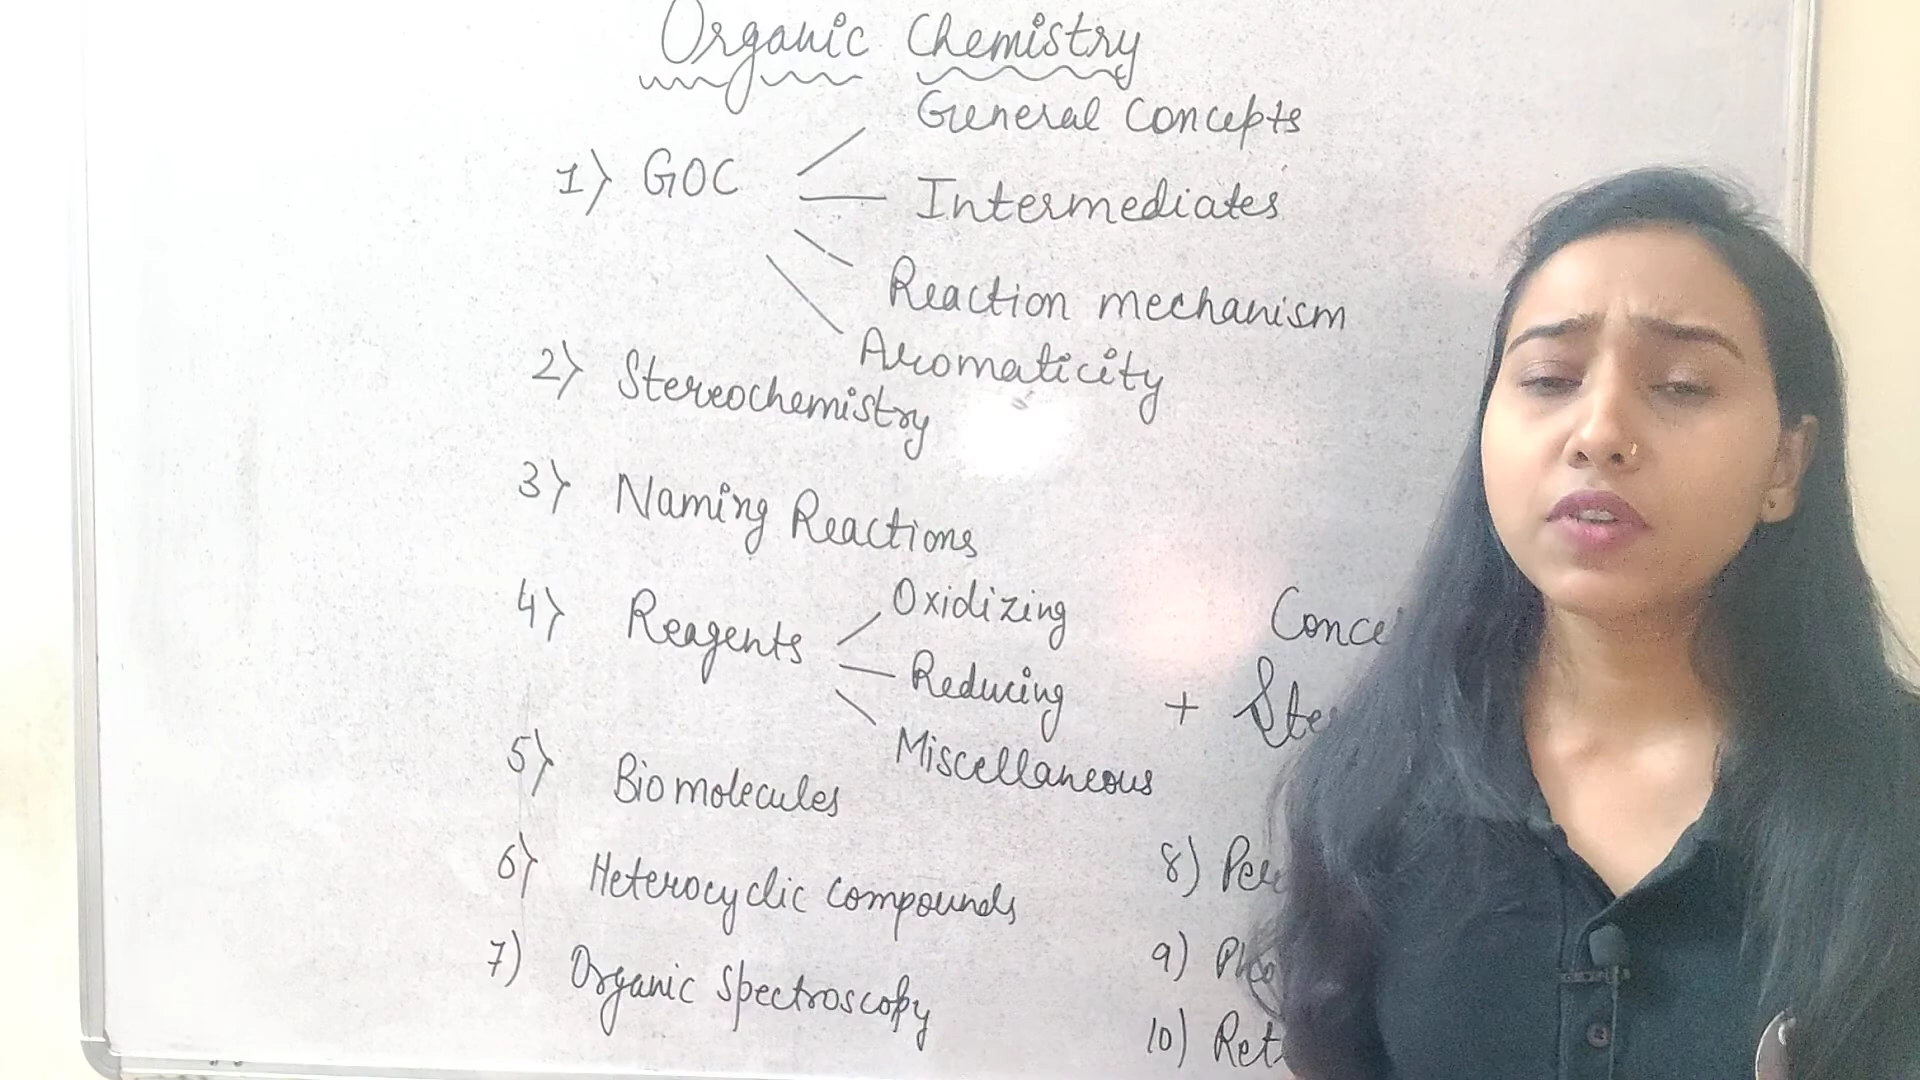 Organic Chemistry
1) GOC
General Concepts
Intermediates
Reaction mechanism
Aromaticity
2) Stereochemistry
3) Naming Reactions
4) Reagents
Oxidizing
Reducing
Miscellaneous
+
5) Biomolecules
6) Heterocyclic compounds
7) Organic Spectroscopy
8)
9)
10)